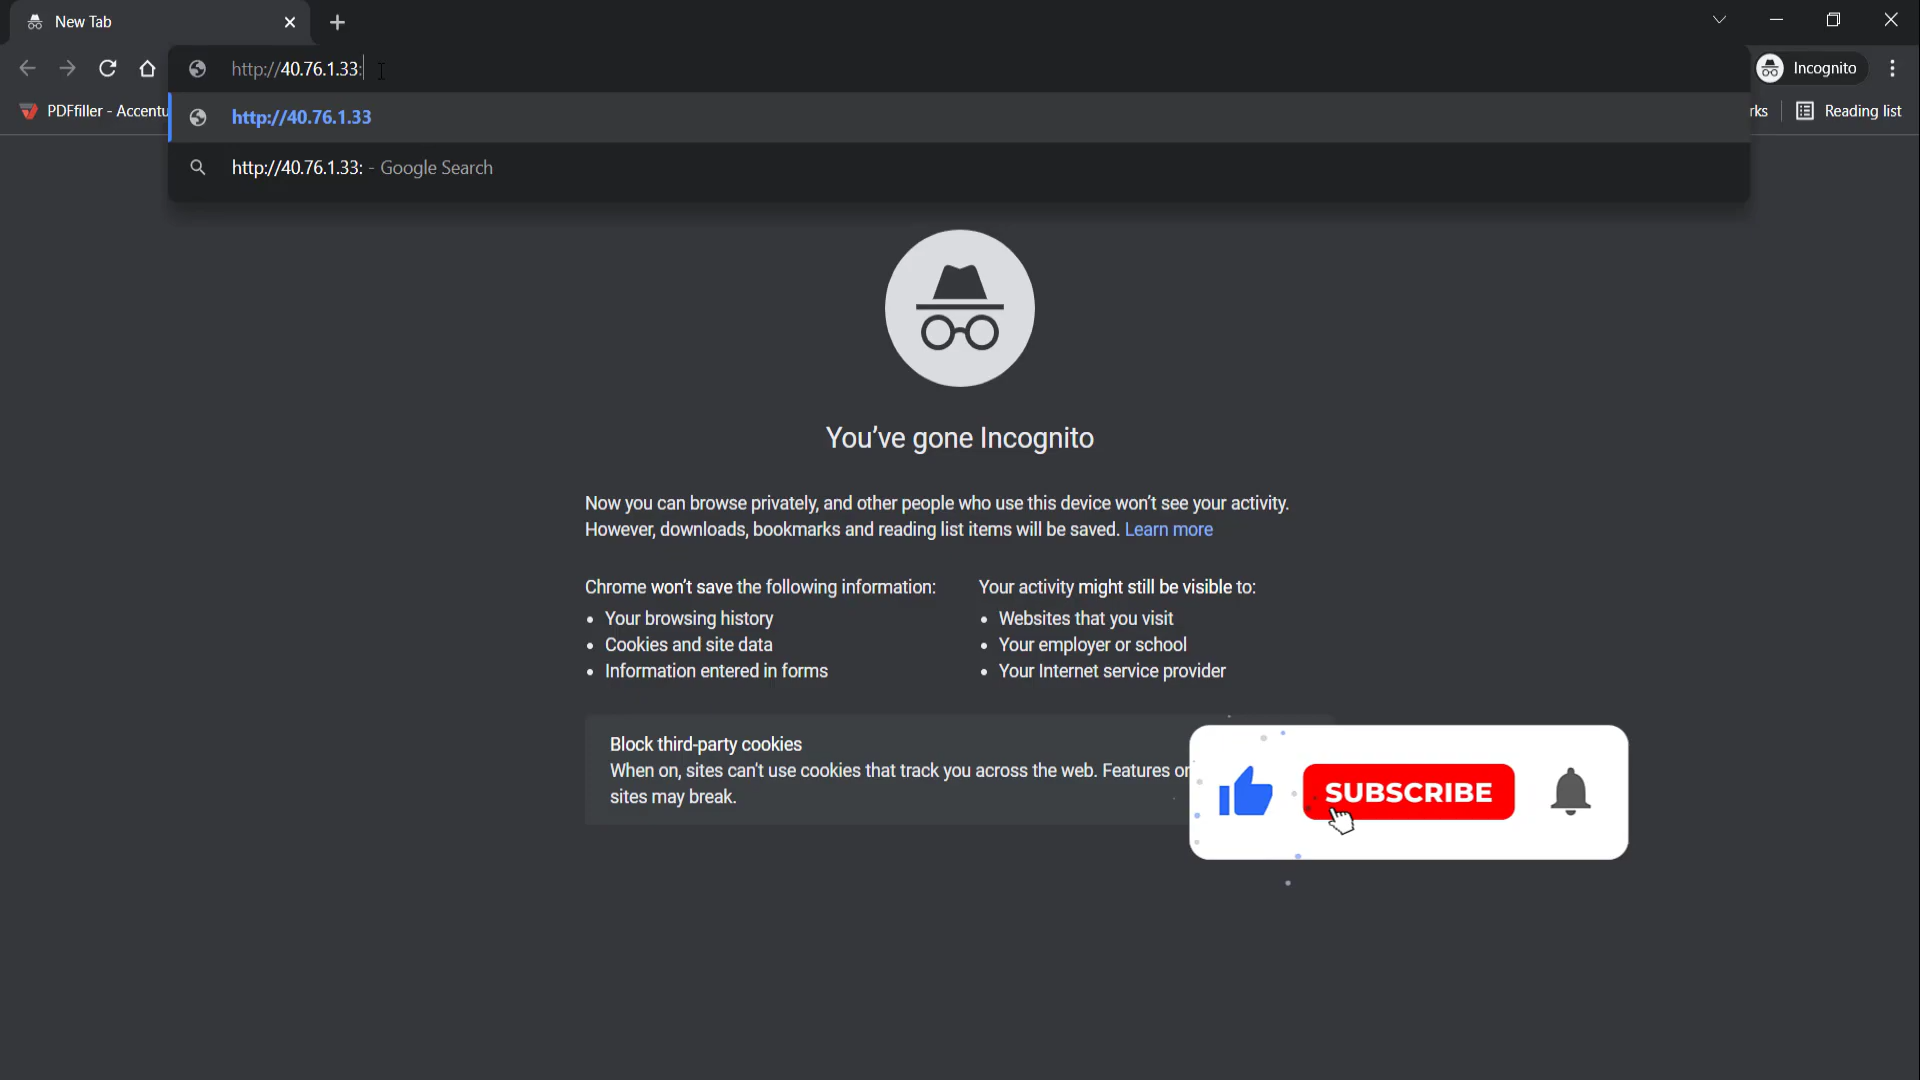 New Tab
http://40.76.1.33:
Incognito
PDFfiller - Accentu
http://40.76.1.33
rks
Reading list
http://40.76.1.33: - Google Search
You've gone Incognito
Now you can browse privately, and other people who use this device won't see your activity.
However, downloads, bookmarks and reading list items will be saved. Learn more
Chrome won't save the following information:
Your browsing history
Cookies and site data
Information entered in forms
Your activity might still be visible to:
Websites that you visit
Your employer or school
Your Internet service provider
Block third-party cookies
When on, sites can't use cookies that track you across the web. Features or
sites may break.
SUBSCRIBE